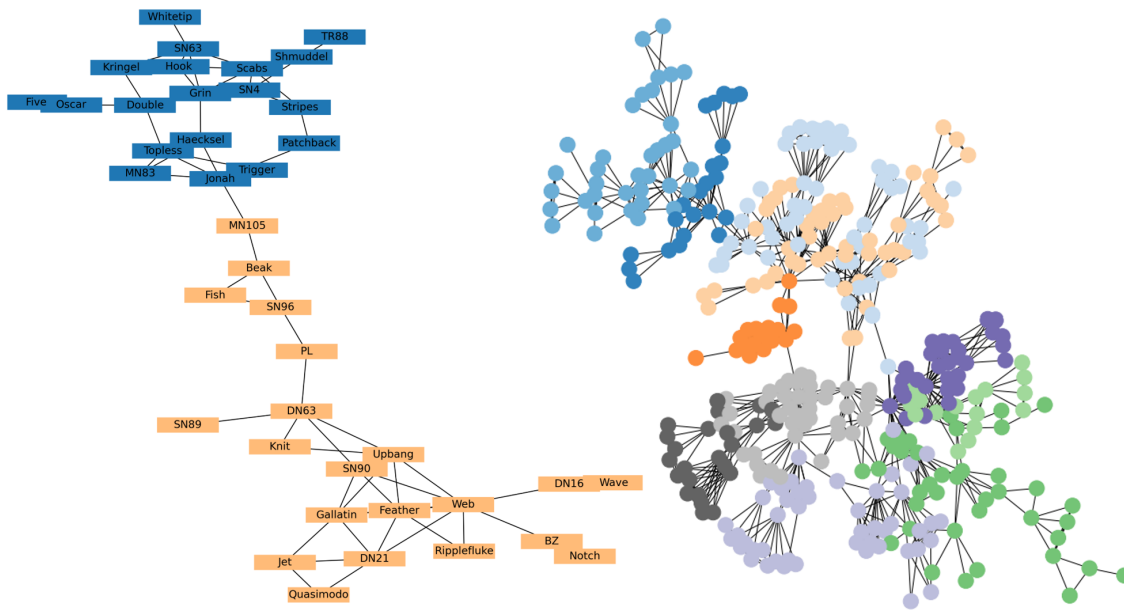 Whitetip
TR88
SN63
Shmuddel
Kringel
Hook
Scabs
Grin
SN4
Five
Oscar
Double
Stripes
Haecksel
Patchback
Topless
Trigger
MN83
Jonah
MN105
Beak
Fish
SN96
PL
DN63
SN89
Knit
Upbang
SN90
DN16
Wave
Web
Gallatin
Feather
BZ
Ripplefluke
Notch
Jet
DN21
Quasimodo